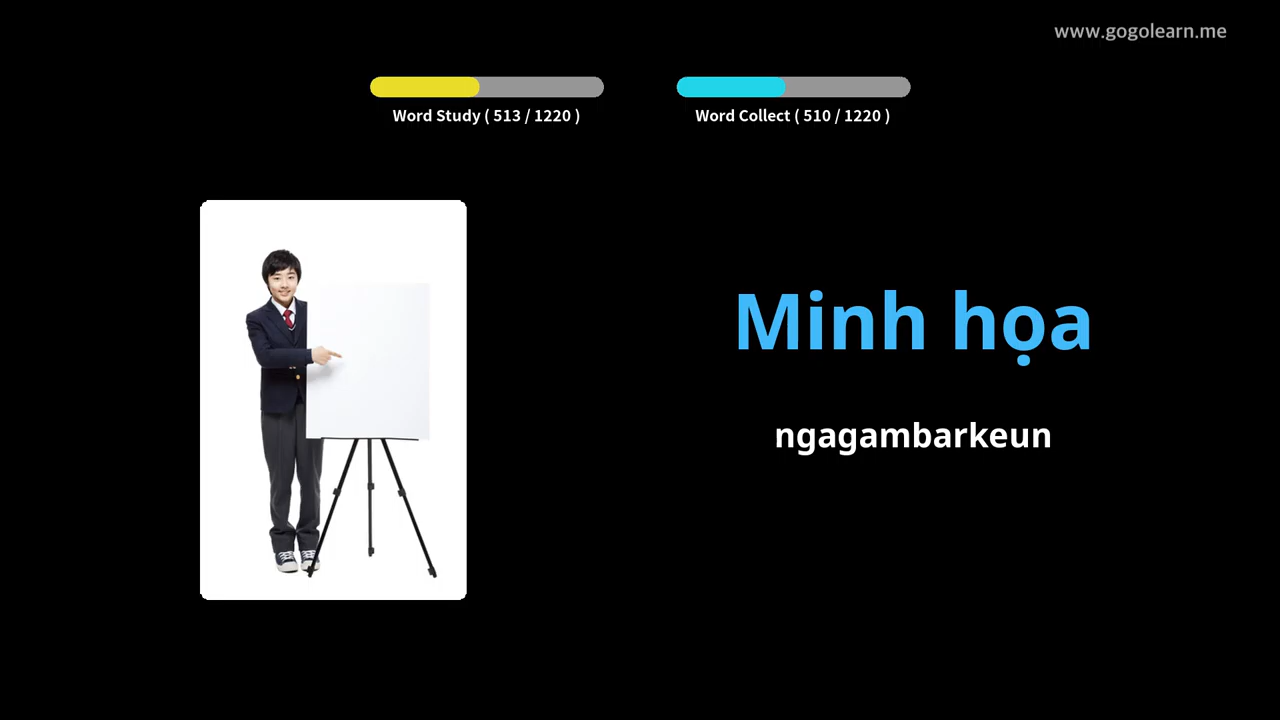 www.gogolearn.me
Word Study ( 513 / 1220 )
Word Collect ( 510 / 1220 )
Minh họa
ngagambarkeun